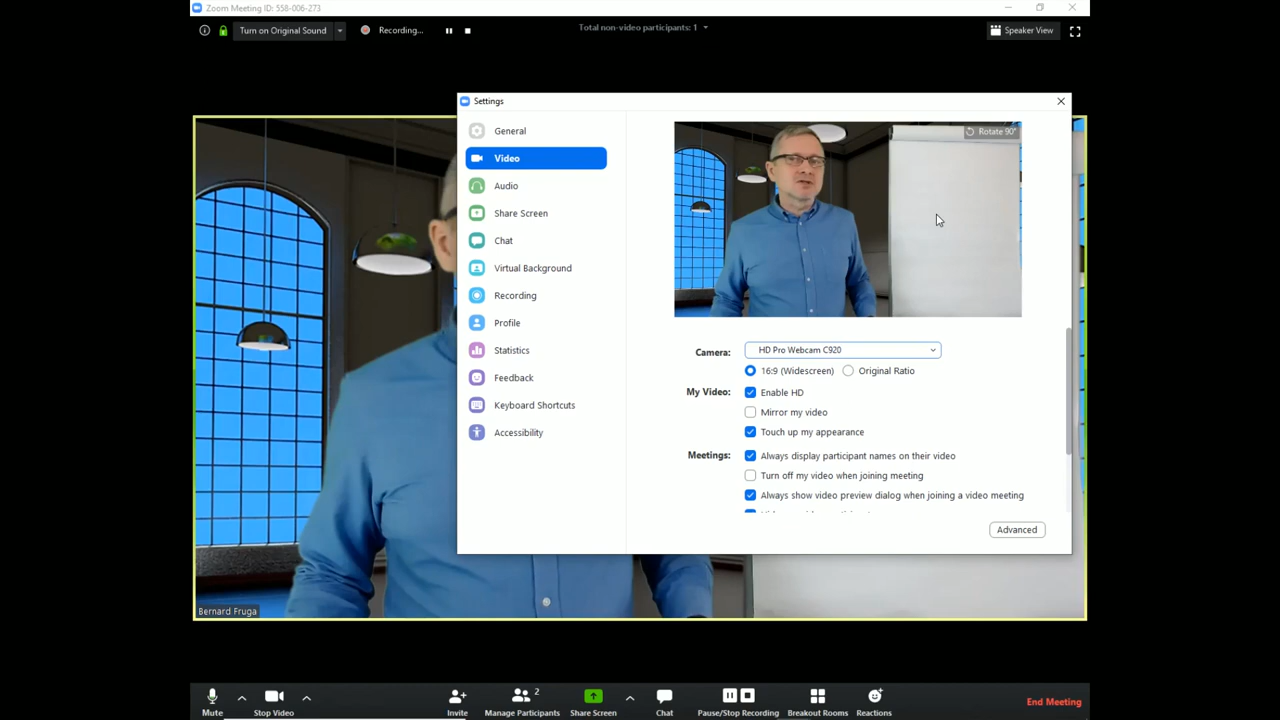 Zoom Meeting ID: 558-006-273
Turn on Original Sound
Recording...
Total non-video participants: 1
Speaker View
Settings
General
Video
Audio
Share Screen
Chat
Virtual Background
Recording
Profile
Statistics
Feedback
Keyboard Shortcuts
Accessibility
Rotate 90°
Camera: HD Pro Webcam C920
16:9 (Widescreen) Original Ratio
My Video: Enable HD
Mirror my video
Touch up my appearance
Meetings: Always display participant names on their video
Turn off my video when joining meeting
Always show video preview dialog when joining a video meeting
Advanced
Bernard Fruga
Mute
Stop Video
Invite
2
Manage Participants
Share Screen
Chat
Pause/Stop Recording
Breakout Rooms
Reactions
End Meeting